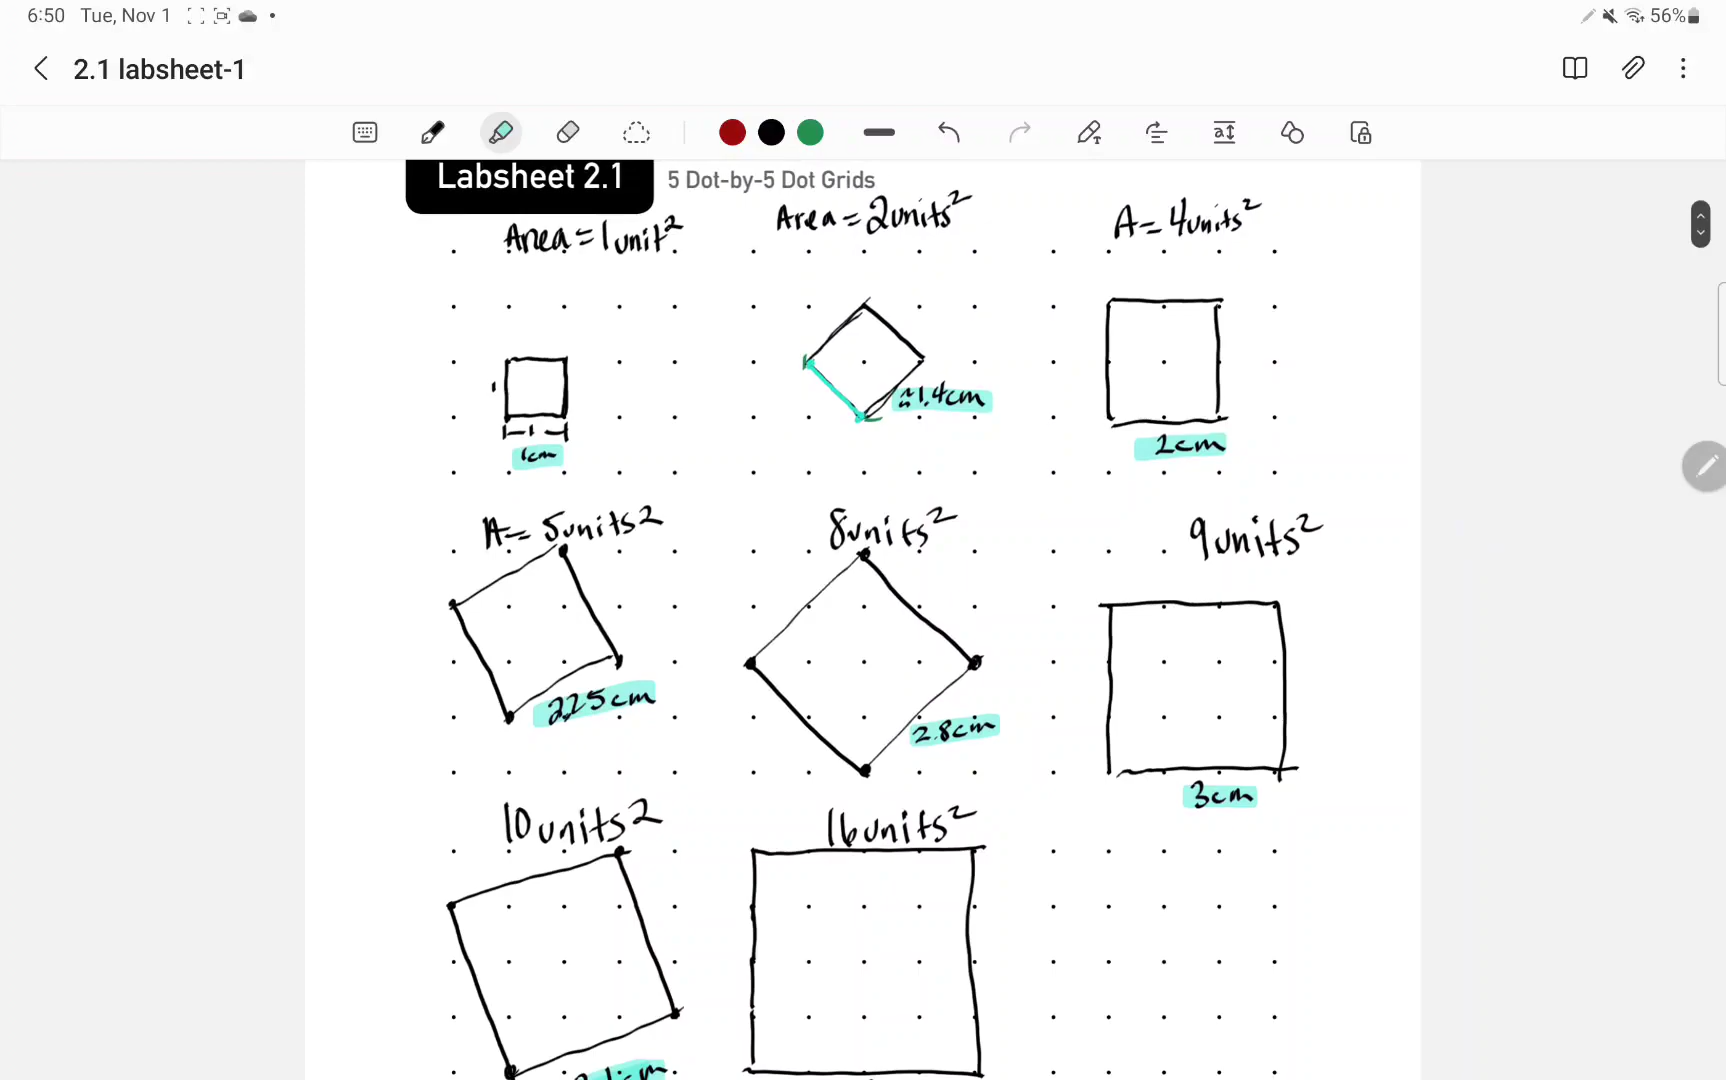 6:50 Tue, Nov 1
56%
2.1 labsheet-1
Labsheet 2.1
5 Dot-by-5 Dot Grids
Area = 1unit²
Area = 2units²
A = 4units²
1
1
1cm
≈1.4cm
2cm
A = 5units²
8units²
9units²
2.25cm
2.8cm
3cm
10units²
16units²